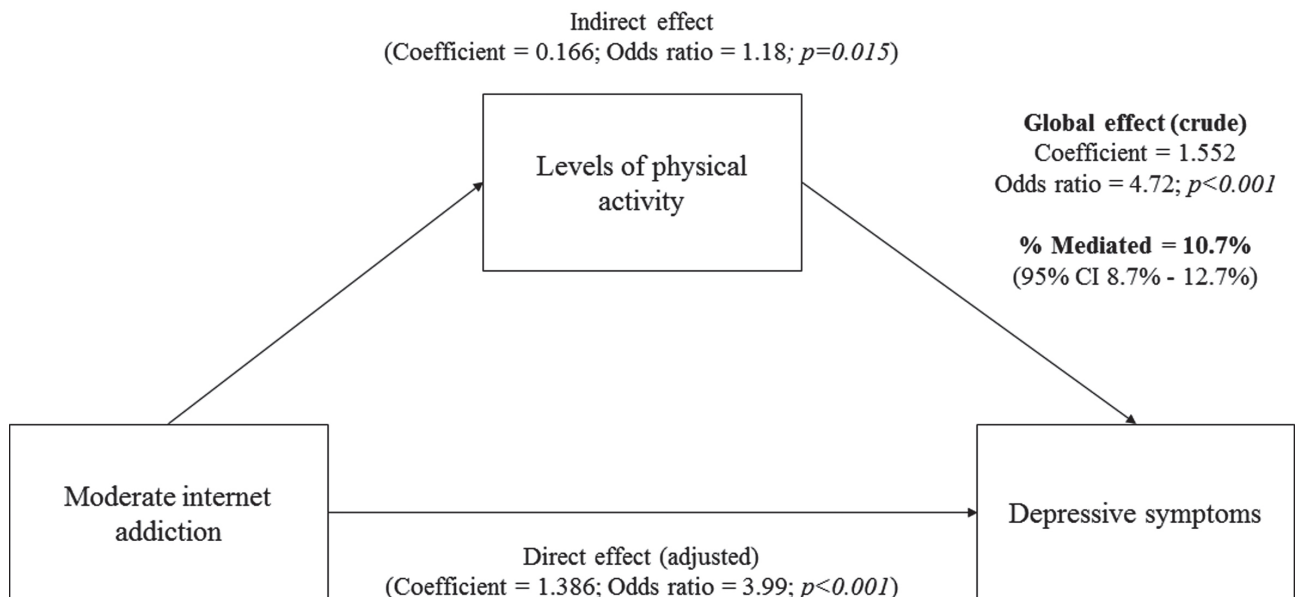 Indirect effect
(Coefficient = 0.166; Odds ratio = 1.18; p=0.015)
Levels of physical
activity
Global effect (crude)
Coefficient = 1.552
Odds ratio = 4.72; p<0.001
% Mediated = 10.7%
(95% CI 8.7% - 12.7%)
Moderate internet
addiction
Depressive symptoms
Direct effect (adjusted)
(Coefficient = 1.386; Odds ratio = 3.99; p<0.001)